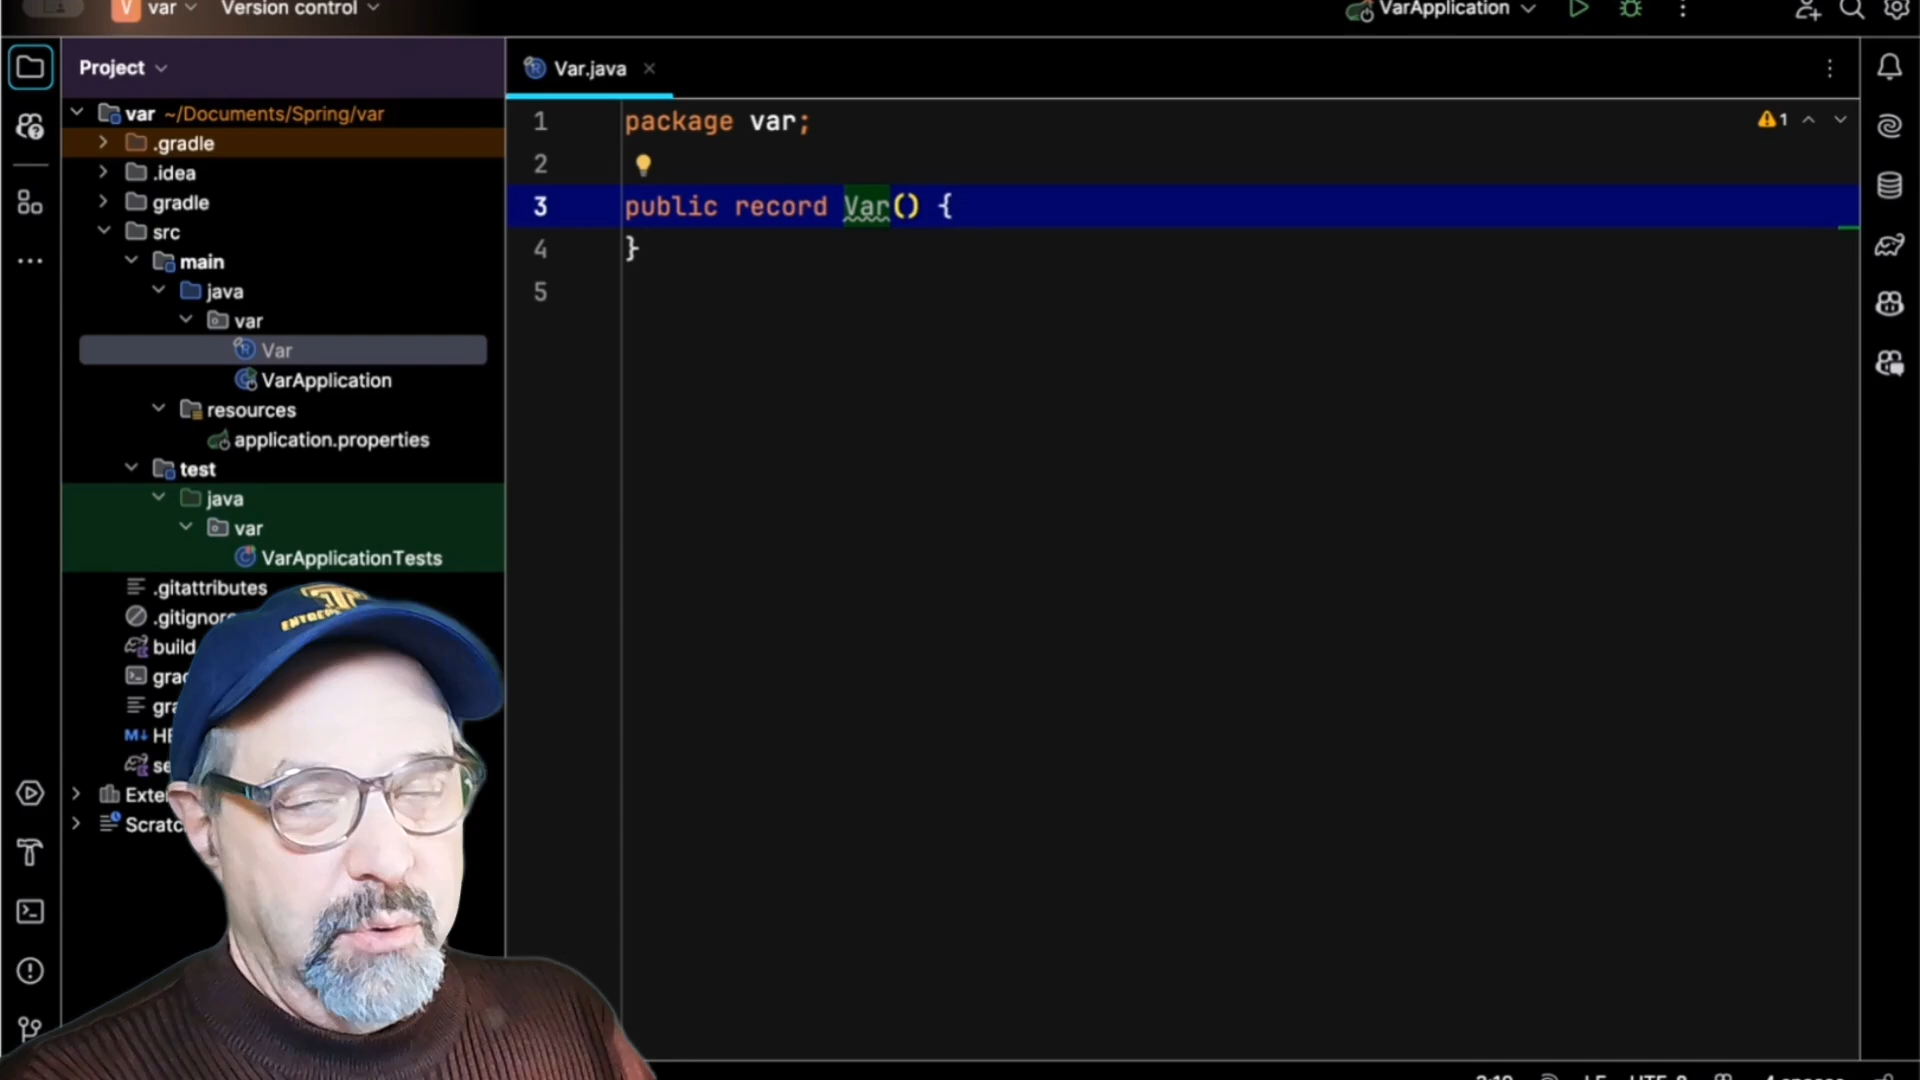 V var Version control VarApplication
Project
Var.java
var ~/Documents/Spring/var
.gradle
.idea
gradle
src
main
java
var
Var
VarApplication
resources
application.properties
test
java
var
VarApplicationTests
.gitattributes
.gitignore
build
M↓
1 package var;
2
3 public record Var() {
4 }
5
1